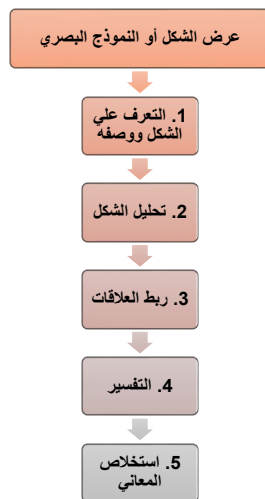 عرض الشكل أو النموذج البصري
1. التعرف علي
الشكل ووصفه
2. تحليل الشكل
3. ربط العلاقات
4. التفسير
5. استخلاص
المعاني